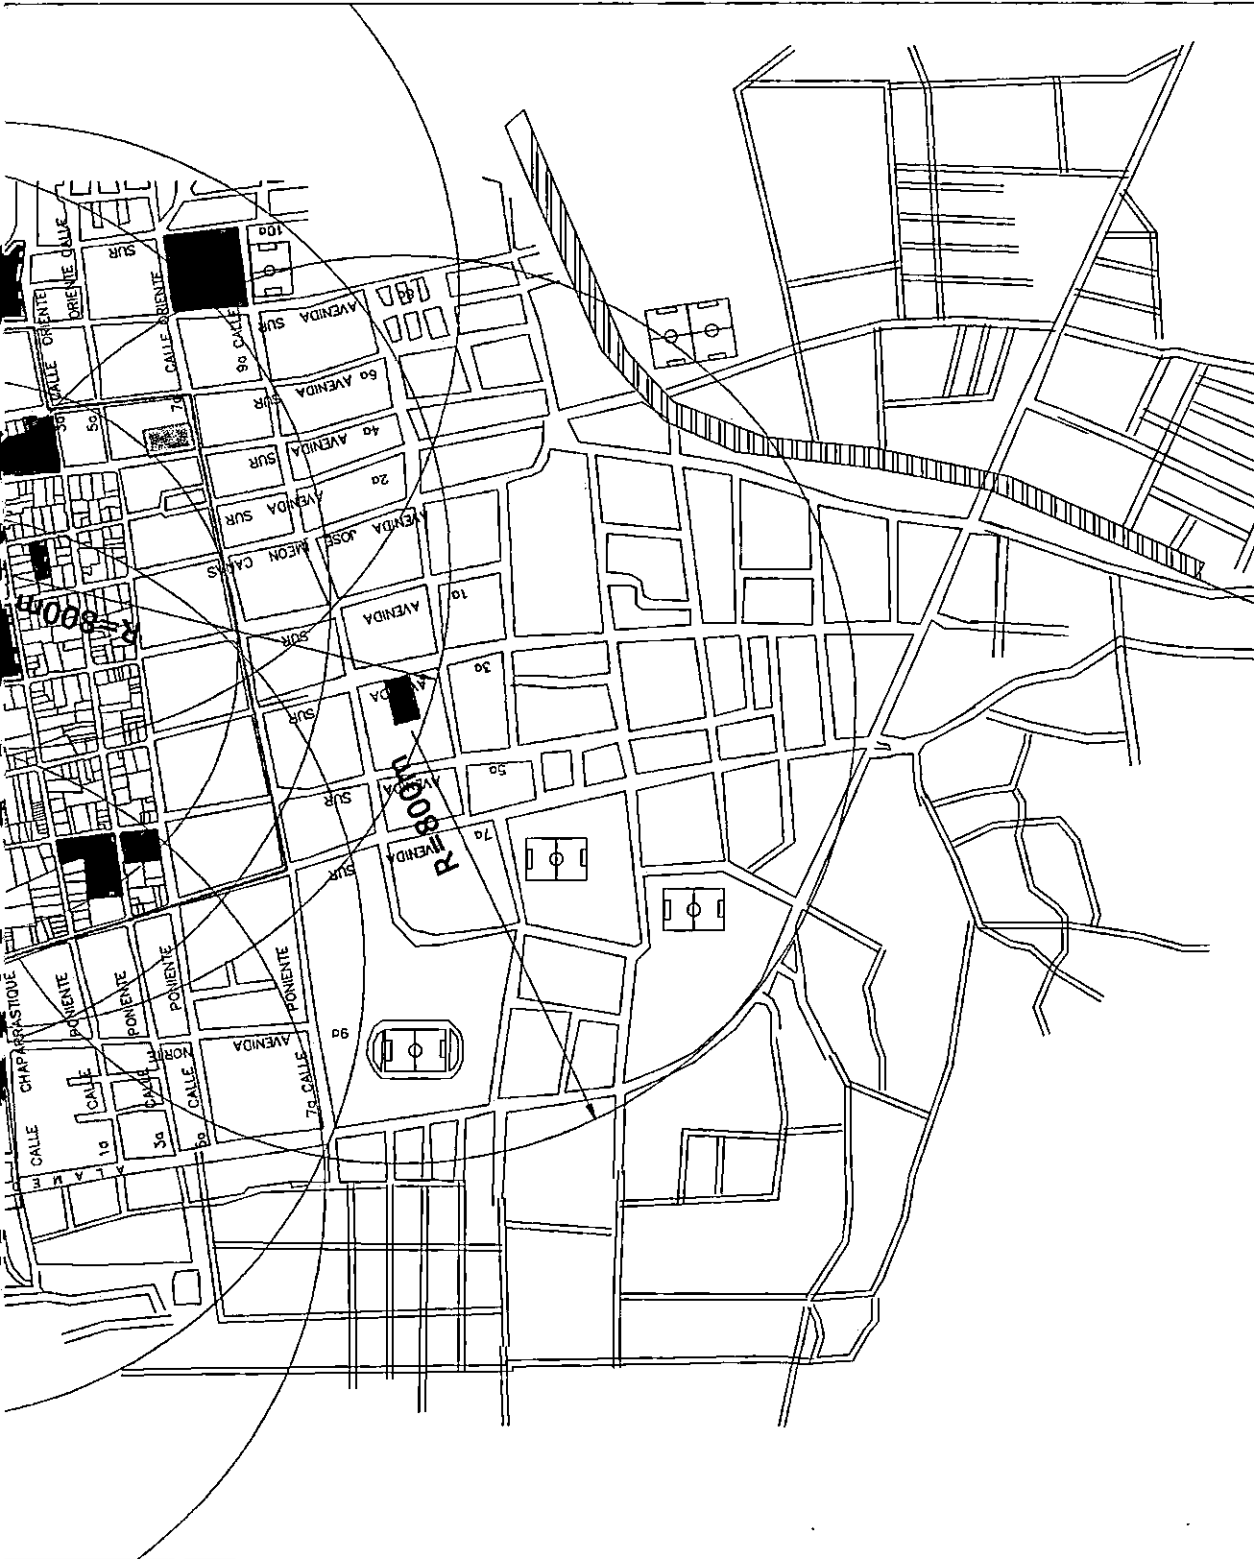 CALLE
ORIENTE
SUR
10a
ORIENTE
CALLE
ORIENTE
CALLE
9a CALLE
AVENIDA
SUR
8a
CALLE
3a
5a
7a
6a AVENIDA
SUR
4a AVENIDA
SUR
2a
AVENIDA
SUR
AVENIDA
JOSE SIMEON CAÑAS
R=800m
1a
AVENIDA
SUR
3a
AVENIDA
SUR
5a
AVENIDA
SUR
R=800m
7a
AVENIDA
SUR
CALLE CHAPARRASTIQUE
1a CALLE PONIENTE
3a CALLE PONIENTE
5a CALLE PONIENTE
7a CALLE PONIENTE
9a
AVENIDA
NORTE